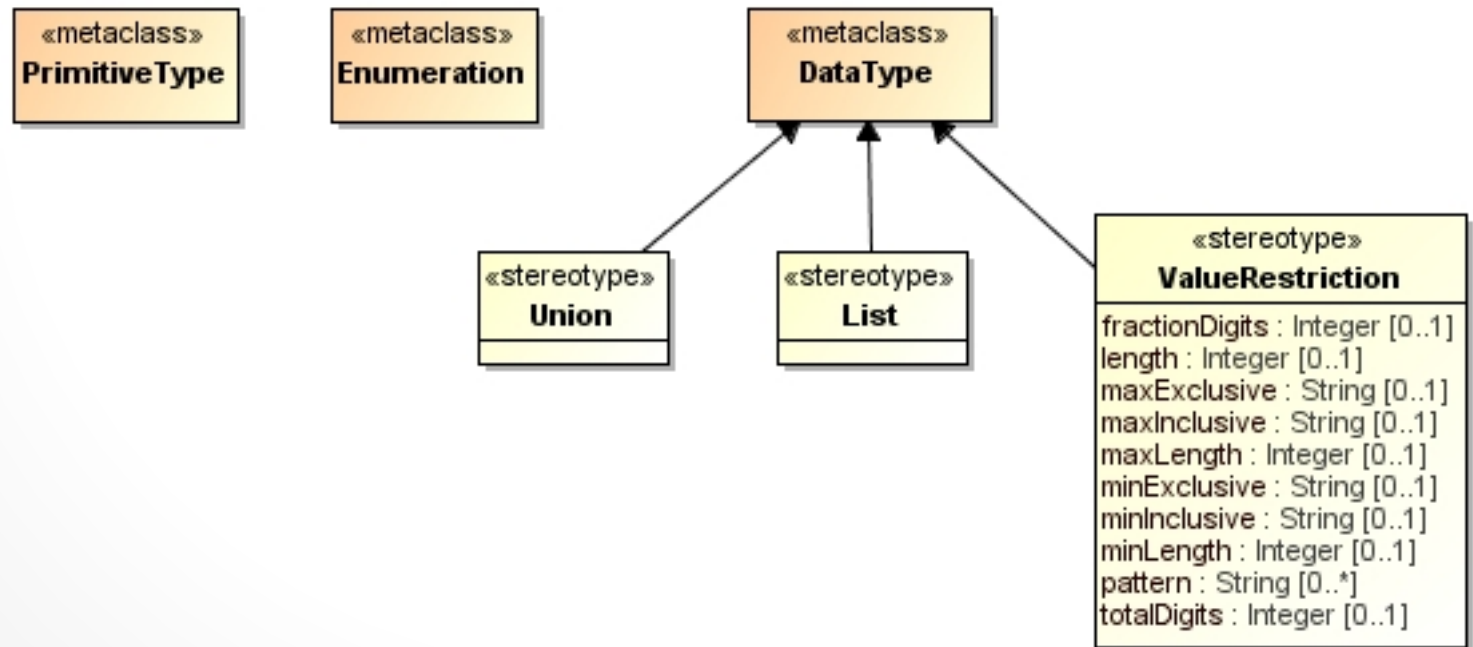 «metaclass»
PrimitiveType
«metaclass»
Enumeration
«metaclass»
DataType
«stereotype»
Union
«stereotype»
List
«stereotype»
ValueRestriction
fractionDigits : Integer [0..1]
length : Integer [0..1]
maxExclusive : String [0..1]
maxInclusive : String [0..1]
maxLength : Integer [0..1]
minExclusive : String [0..1]
minInclusive : String [0..1]
minLength : Integer [0..1]
pattern : String [0..*]
totalDigits : Integer [0..1]